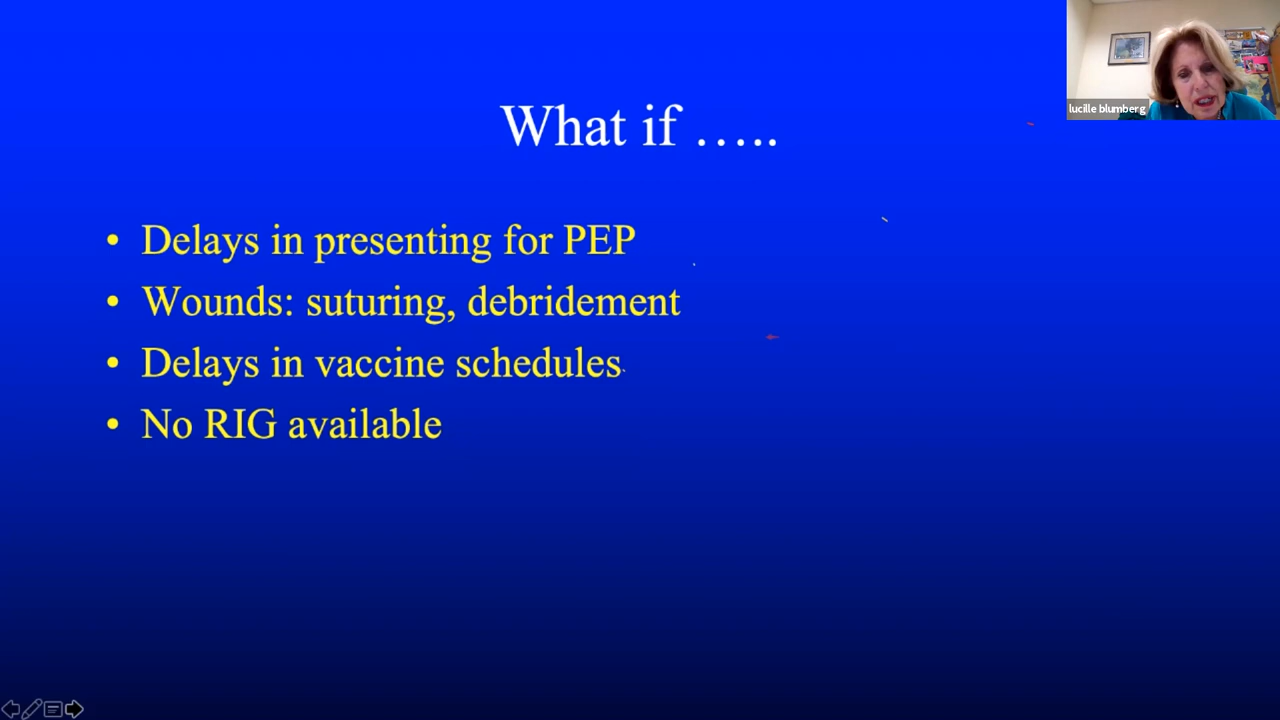 lucille blumberg
What if …..
• Delays in presenting for PEP
• Wounds: suturing, debridement
• Delays in vaccine schedules
• No RIG available